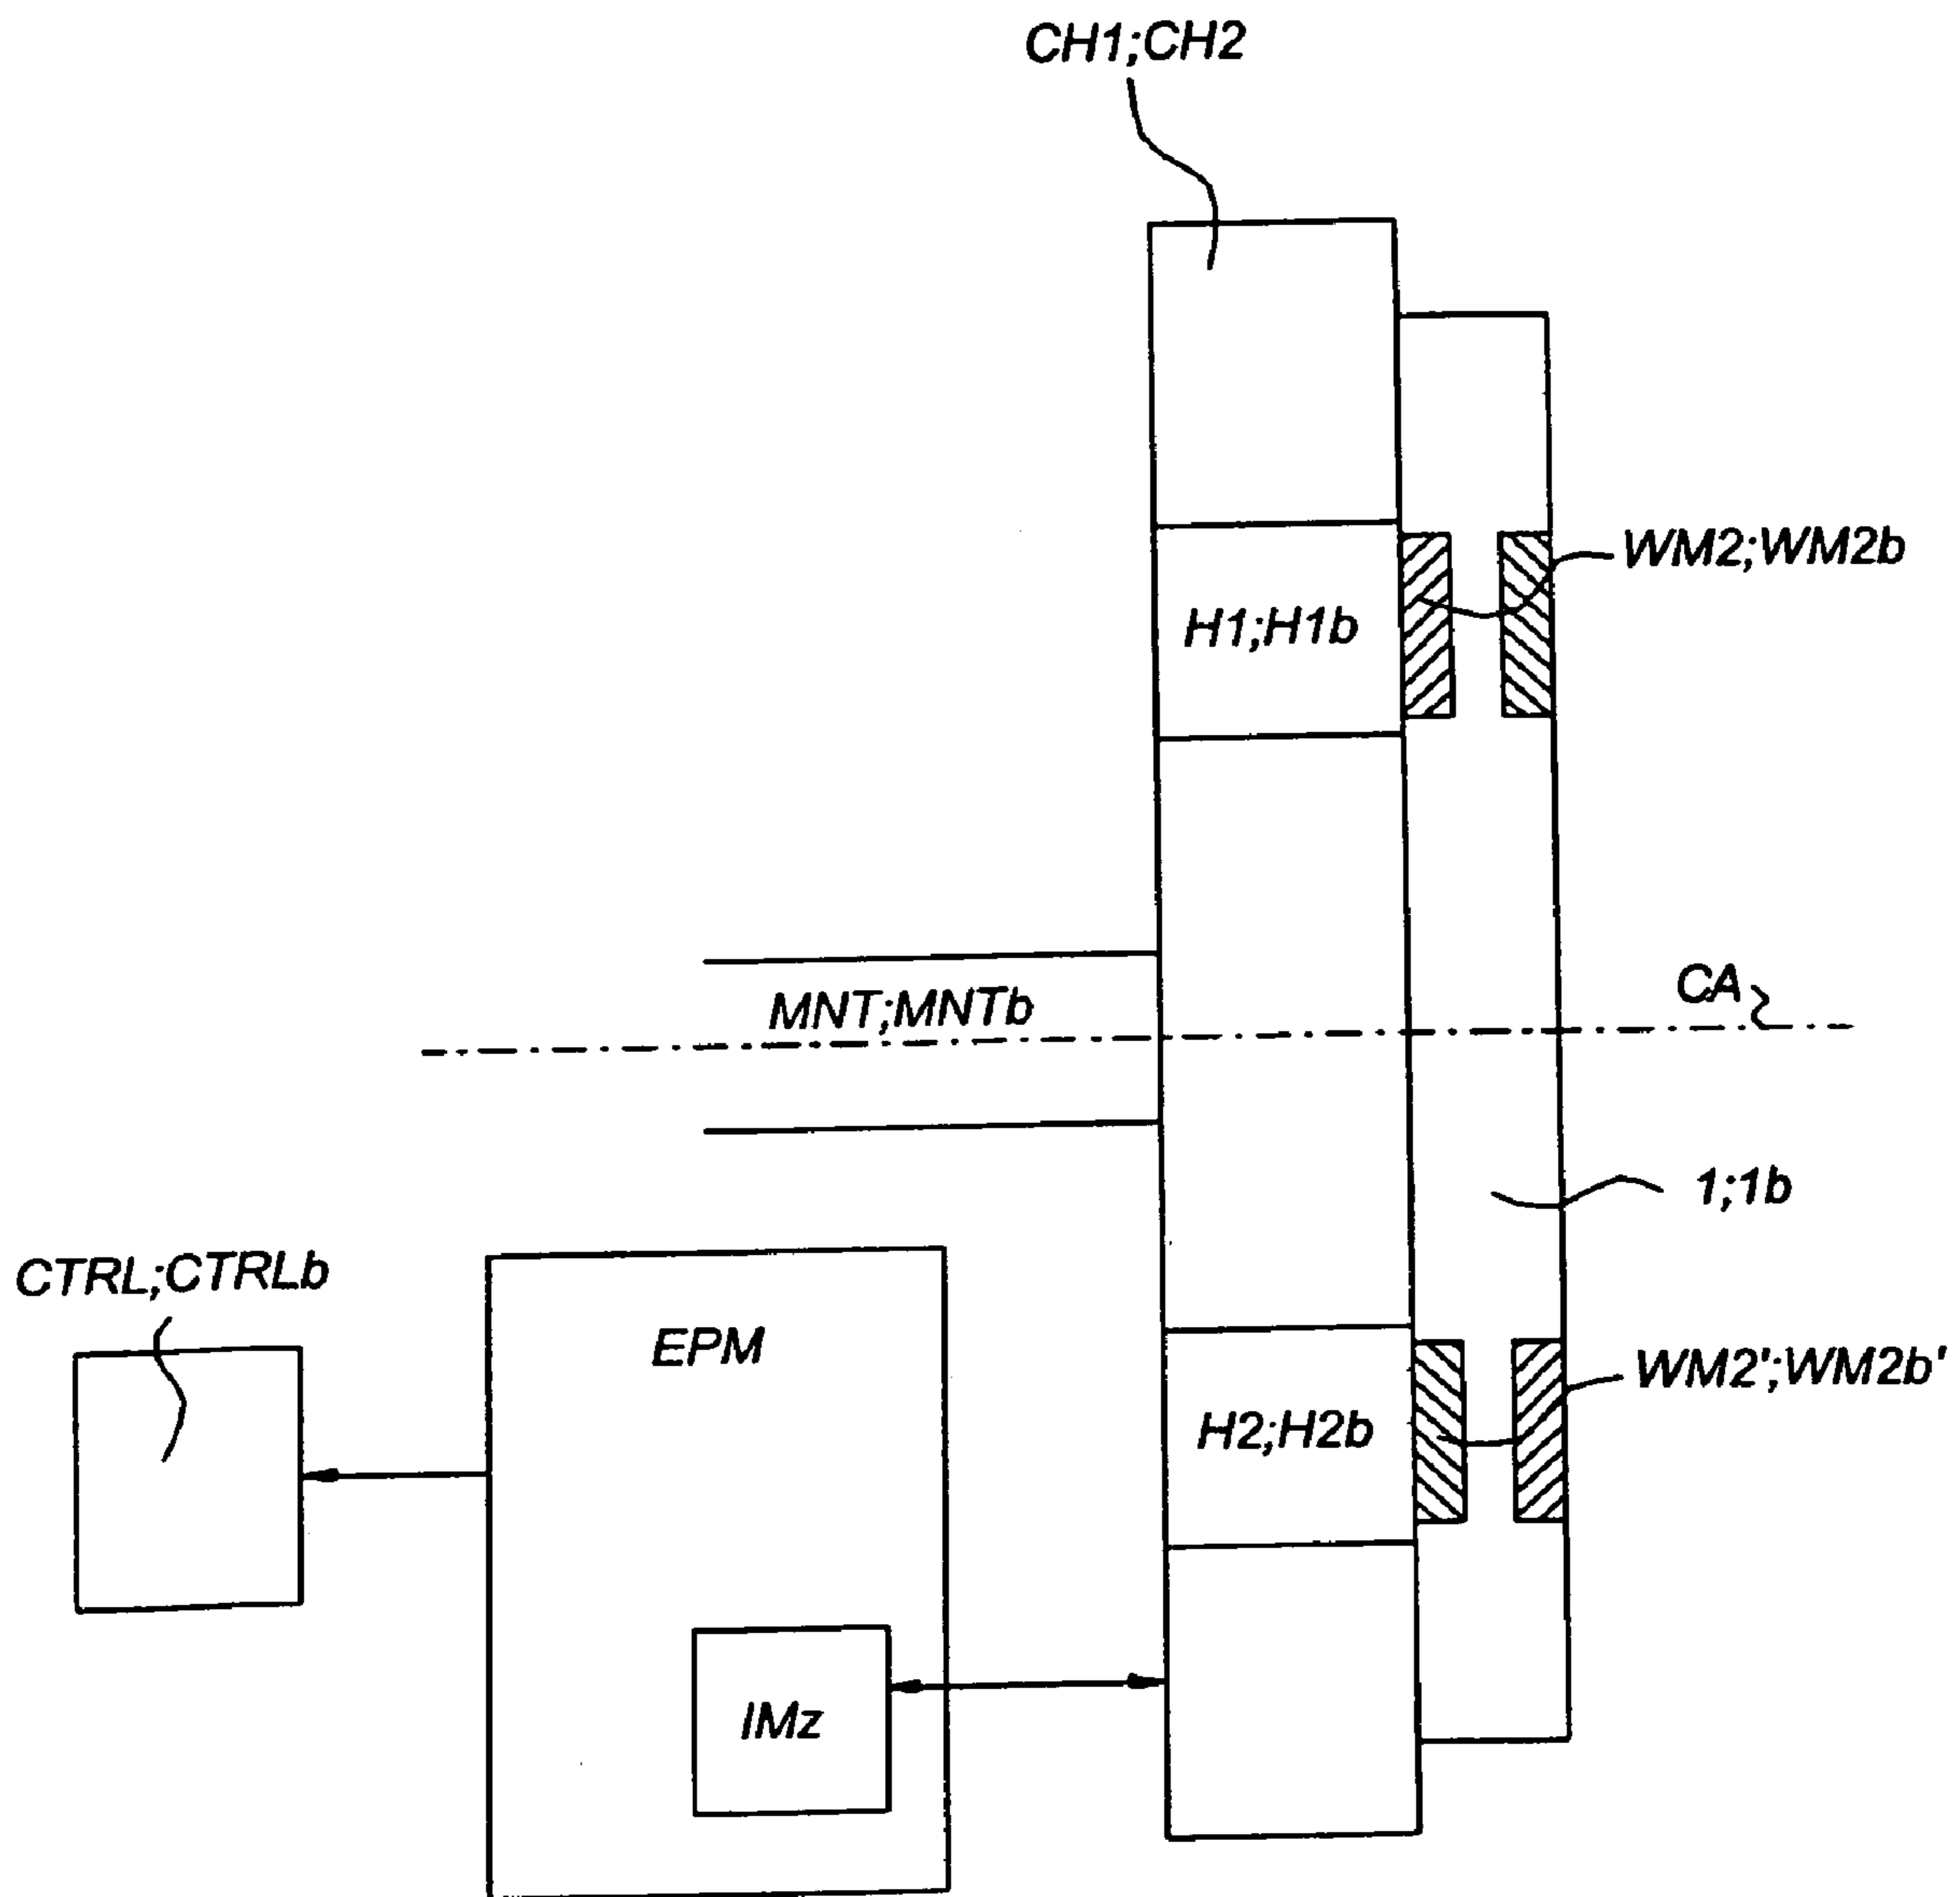 CH1;CH2
WM2;WM2b
H1;H1b
CA
MNT;MNTb
1;1b
CTRL;CTRLb
EPM
WM2';WM2b'
H2;H2b
IMz